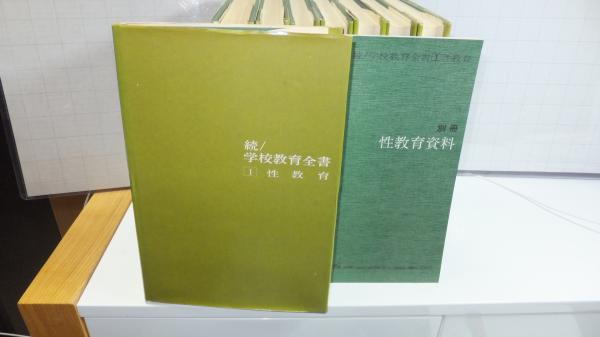 続/
学校教育全書
1 性教育
別冊
性教育資料